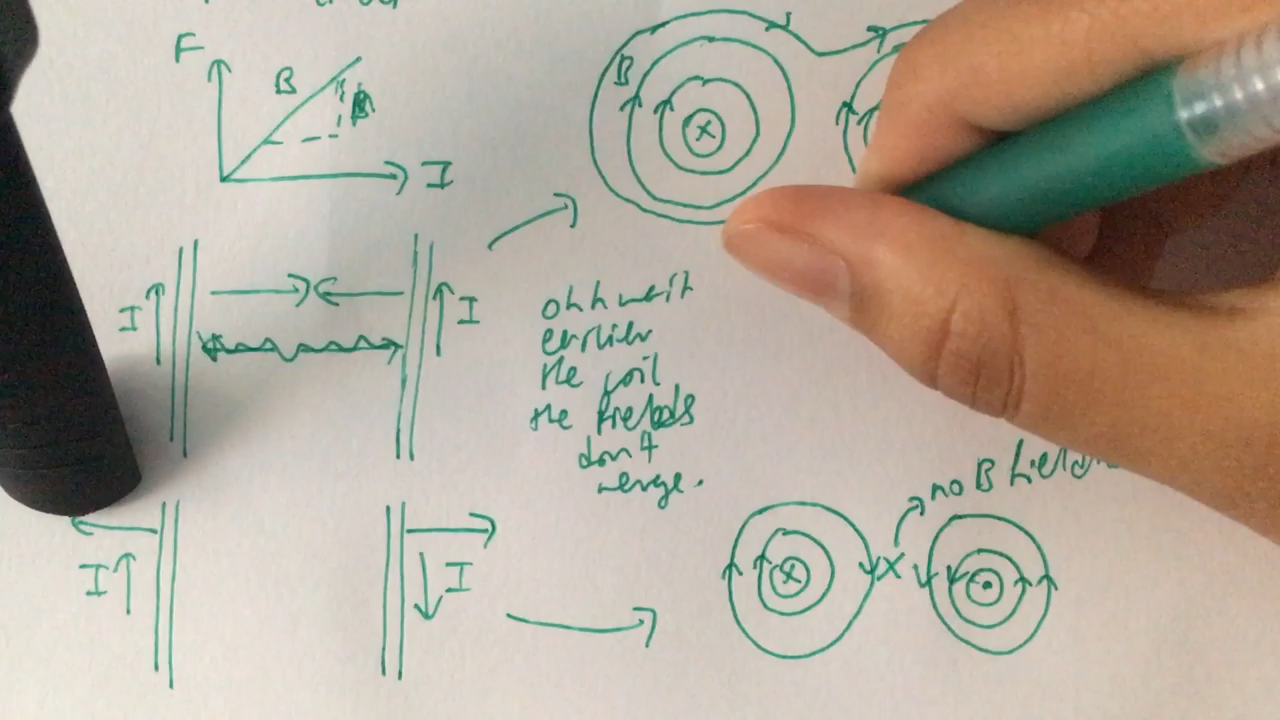 F
B
I
B
x
I
I
ohh wait
earlier
the coil
the fields
don't
merge.
no B field
I
I
x
x